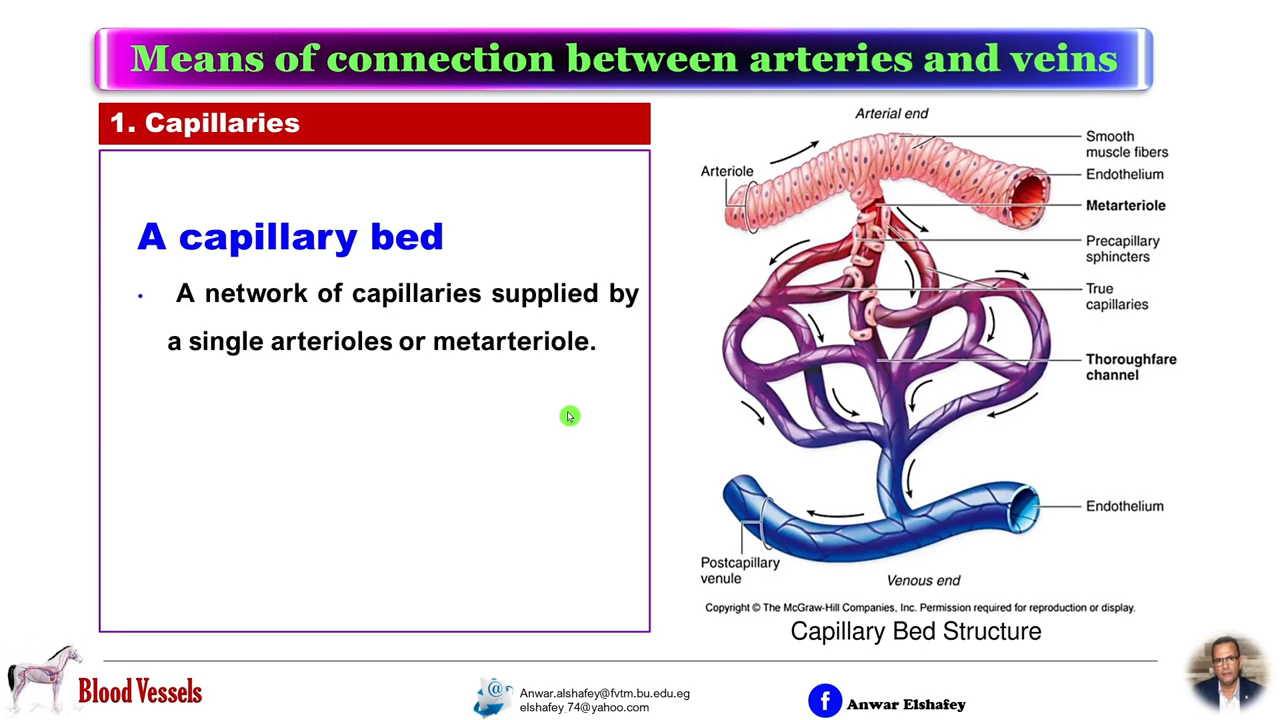 Means of connection between arteries and veins
1. Capillaries
A capillary bed
• A network of capillaries supplied by
a single arterioles or metarteriole.
Arterial end
Arteriole
Smooth
muscle fibers
Endothelium
Metarteriole
Precapillary
sphincters
True
capillaries
Thoroughfare
channel
Endothelium
Postcapillary
venule
Venous end
Copyright © The McGraw-Hill Companies, Inc. Permission required for reproduction or display.
Capillary Bed Structure
Blood Vessels
@
Anwar.alshafey@fvtm.bu.edu.eg
elshafey 74@yahoo.com
f
Anwar Elshafey